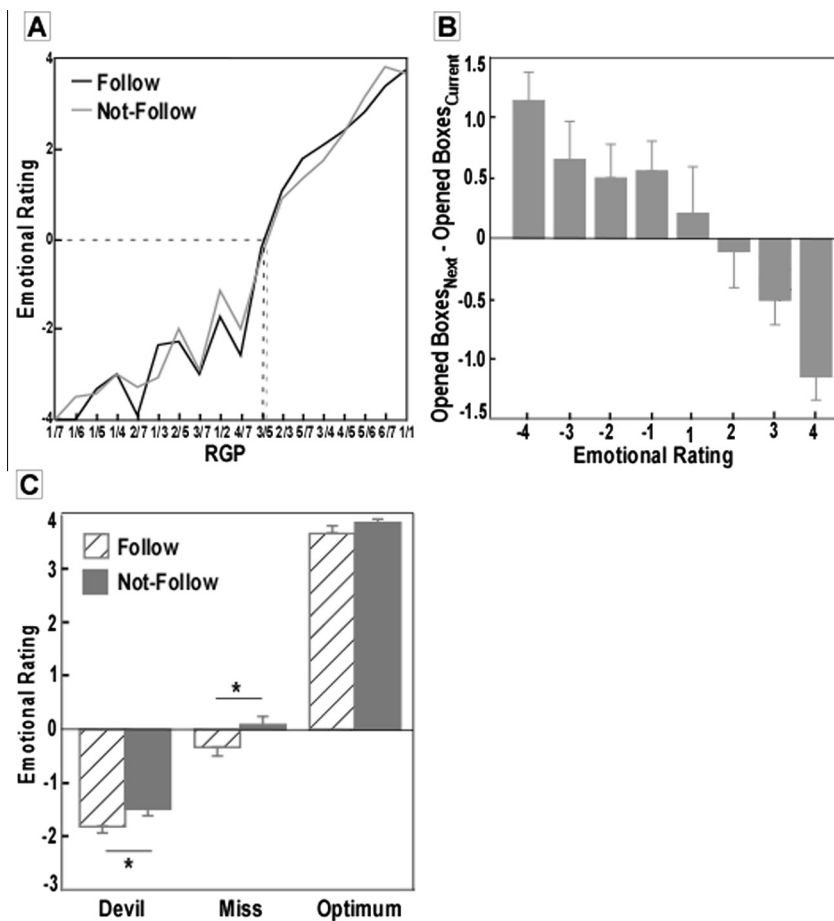 A
4
2
0
-2
-4
Emotional Rating
Follow
Not-Follow
1/7 1/6 1/5 1/4 2/7 1/3 2/5 3/7 1/2 4/7 3/5 2/3 5/7 3/4 4/5 5/6 6/7 1/1
RGP
B
1.5
1.0
0.5
0
-0.5
-1.0
-1.5
Opened BoxesNext - Opened BoxesCurrent
-4 -3 -2 -1 1 2 3 4
Emotional Rating
C
4
3
2
1
0
-1
-2
-3
Emotional Rating
Follow
Not-Follow
*
*
Devil Miss Optimum